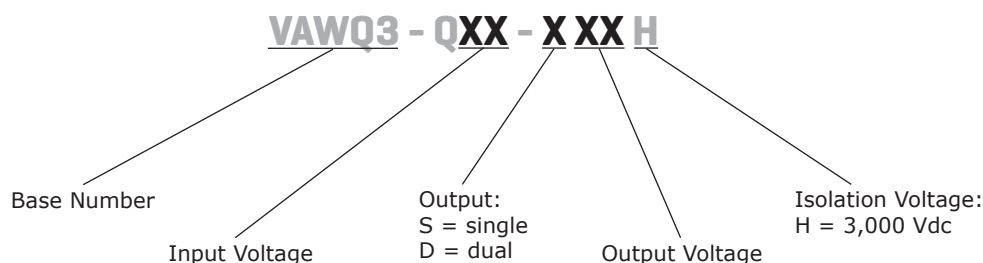 VAWQ3 - QXX - X XX H
Base Number
Input Voltage
Output:
S = single
D = dual
Output Voltage
Isolation Voltage:
H = 3,000 Vdc